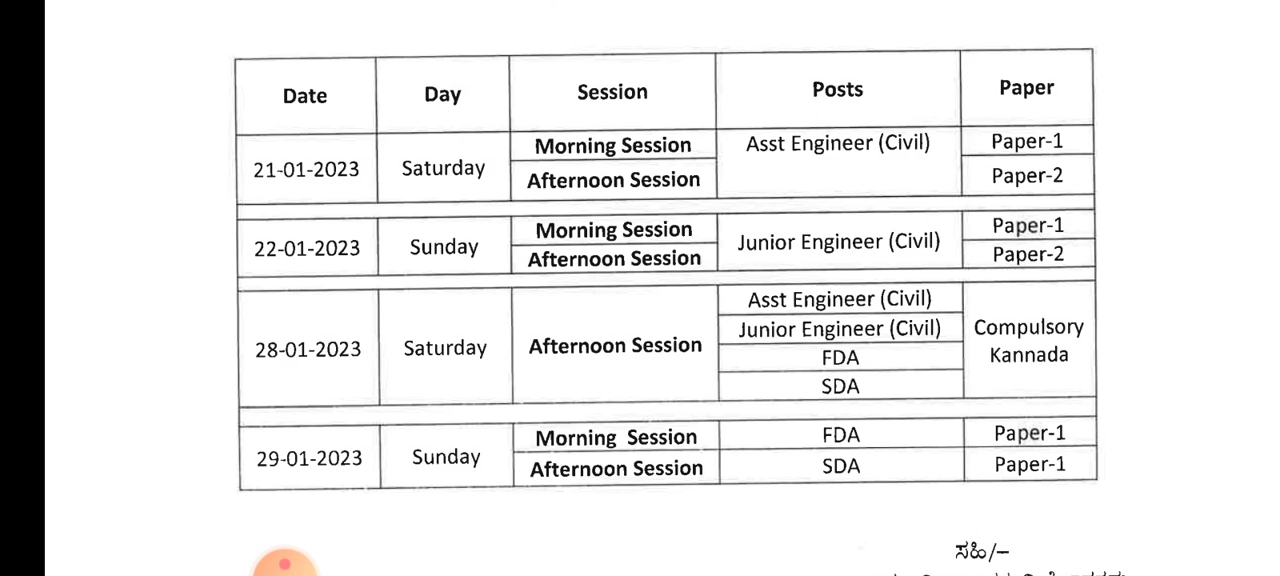 Date Day Session Posts Paper
21-01-2023 Saturday Morning Session Asst Engineer (Civil) Paper-1
Afternoon Session Paper-2
22-01-2023 Sunday Morning Session Junior Engineer (Civil) Paper-1
Afternoon Session Paper-2
28-01-2023 Saturday Afternoon Session Asst Engineer (Civil) Compulsory Kannada
Junior Engineer (Civil)
FDA
SDA
29-01-2023 Sunday Morning Session FDA Paper-1
Afternoon Session SDA Paper-1
ಸಹಿ/-